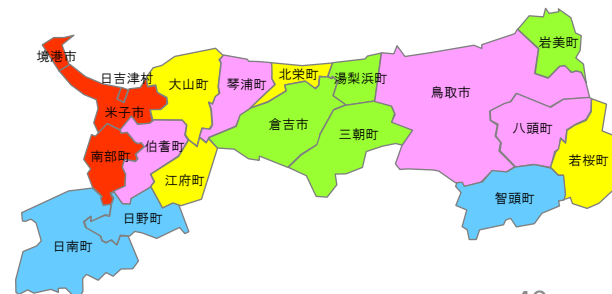 境港市
日吉津村
米子市
大山町
琴浦町
北栄町
湯梨浜町
鳥取市
岩美町
南部町
伯耆町
倉吉市
三朝町
八頭町
若桜町
江府町
智頭町
日野町
日南町